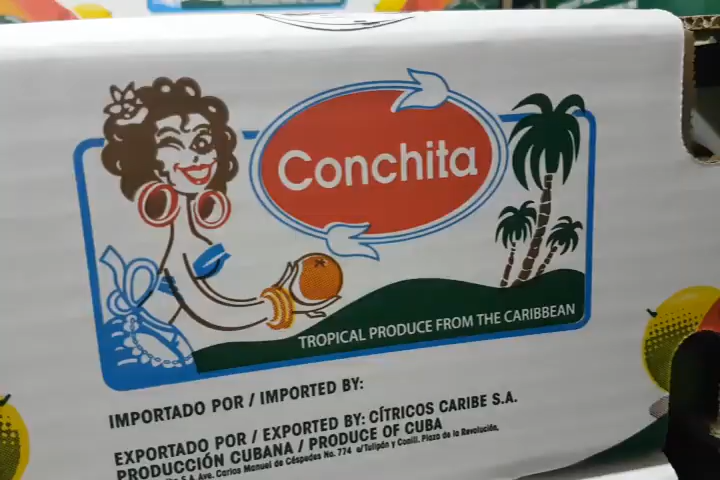 Conchita
TROPICAL PRODUCE FROM THE CARIBBEAN
IMPORTADO POR / IMPORTED BY:
EXPORTADO POR / EXPORTED BY: CÍTRICOS CARIBE S.A.
PRODUCCIÓN CUBANA / PRODUCE OF CUBA
S.A. Ave. Carlos Manuel de Céspedes No. 774 e/Tulipán y Conill. Plaza de la Revolución,